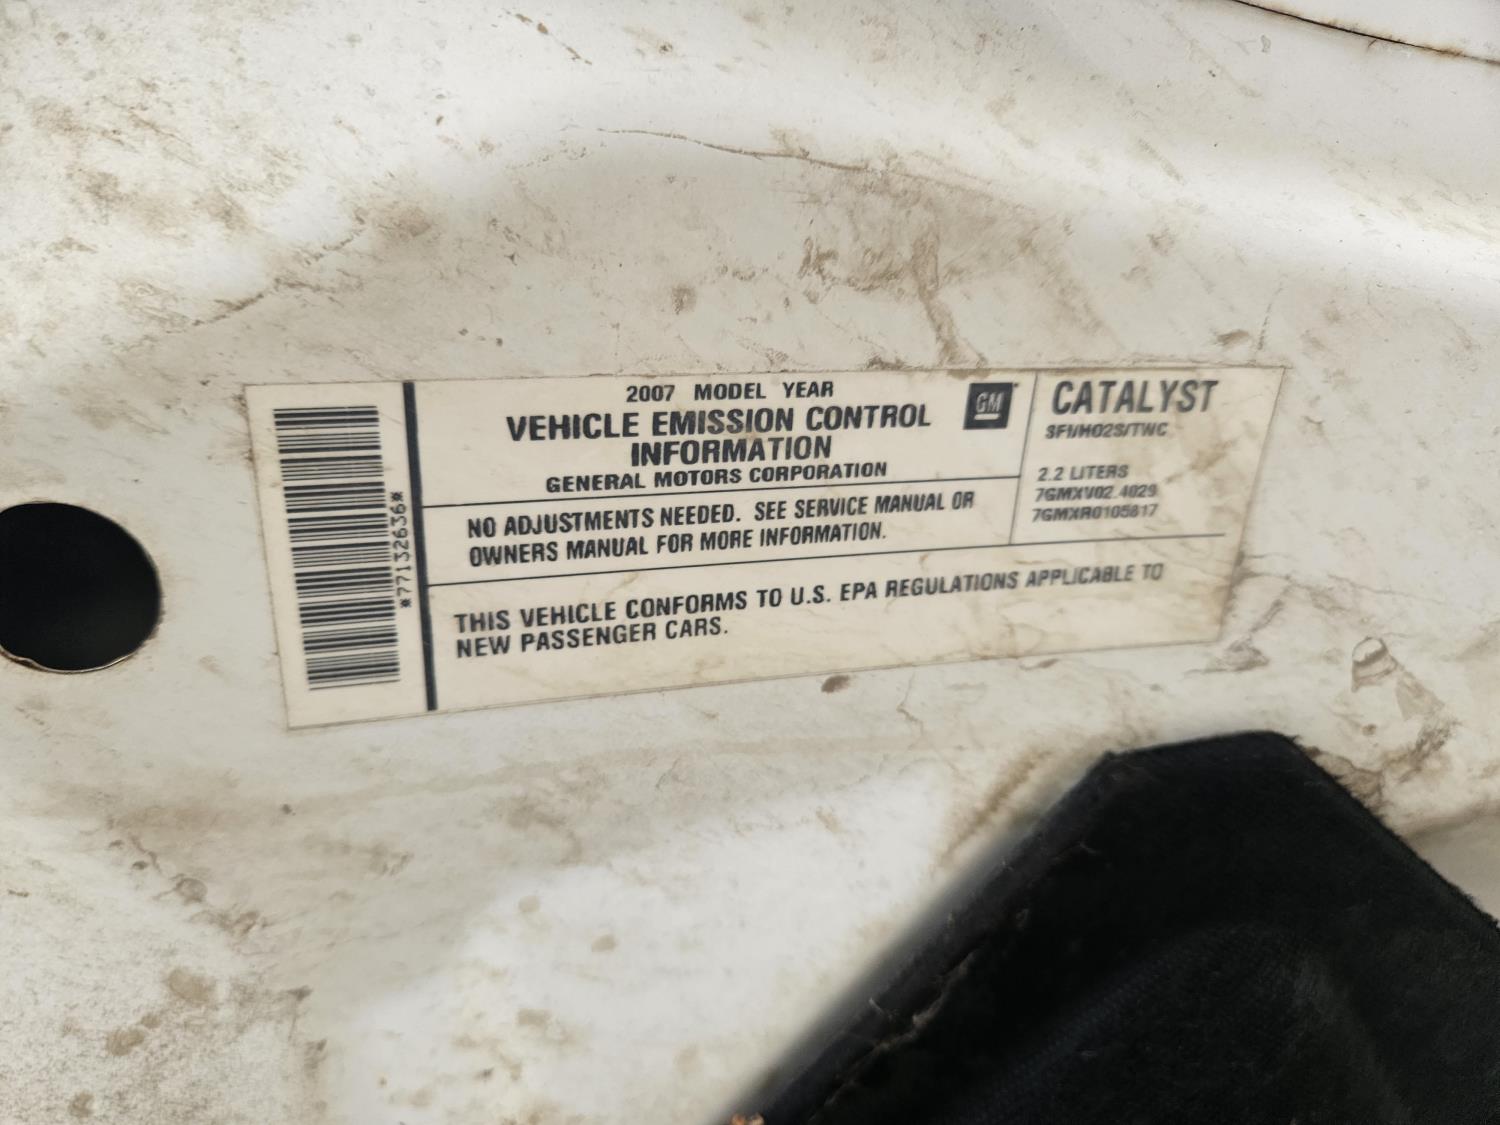 *77132636*
2007 MODEL YEAR
VEHICLE EMISSION CONTROL
INFORMATION
GENERAL MOTORS CORPORATION
GM
NO ADJUSTMENTS NEEDED. SEE SERVICE MANUAL OR
OWNERS MANUAL FOR MORE INFORMATION.
CATALYST
SFI/HO2S/TWC
2.2 LITERS
7GMXV02.4029
7GMXR0105817
THIS VEHICLE CONFORMS TO U.S. EPA REGULATIONS APPLICABLE TO
NEW PASSENGER CARS.